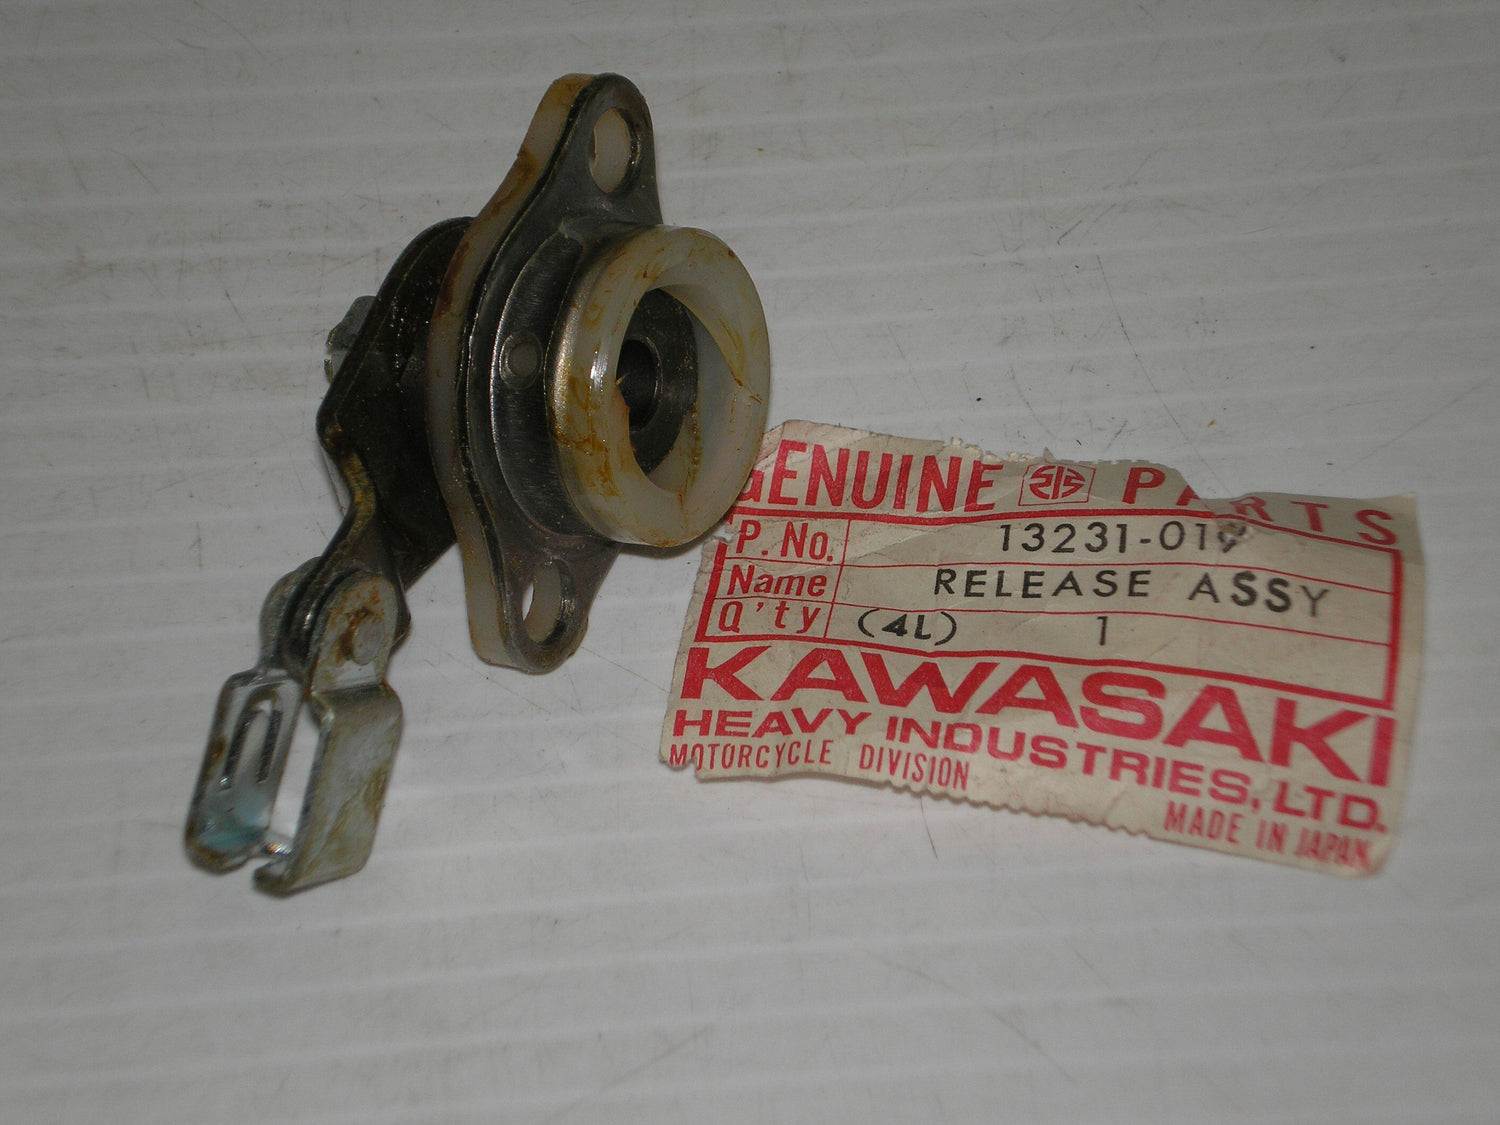 GENUINE PARTS
P. No. 13231-019
Name RELEASE ASSY
Q'ty (4L) 1
KAWASAKI
HEAVY INDUSTRIES, LTD.
MOTORCYCLE DIVISION
MADE IN JAPAN